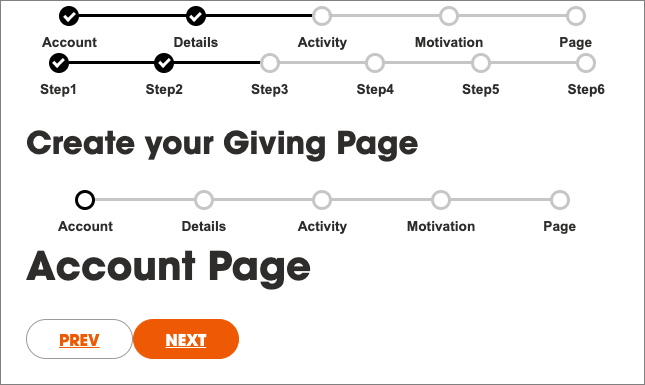 Account Details Activity Motivation Page
Step1 Step2 Step3 Step4 Step5 Step6
Create your Giving Page
Account Details Activity Motivation Page
Account Page
PREV NEXT